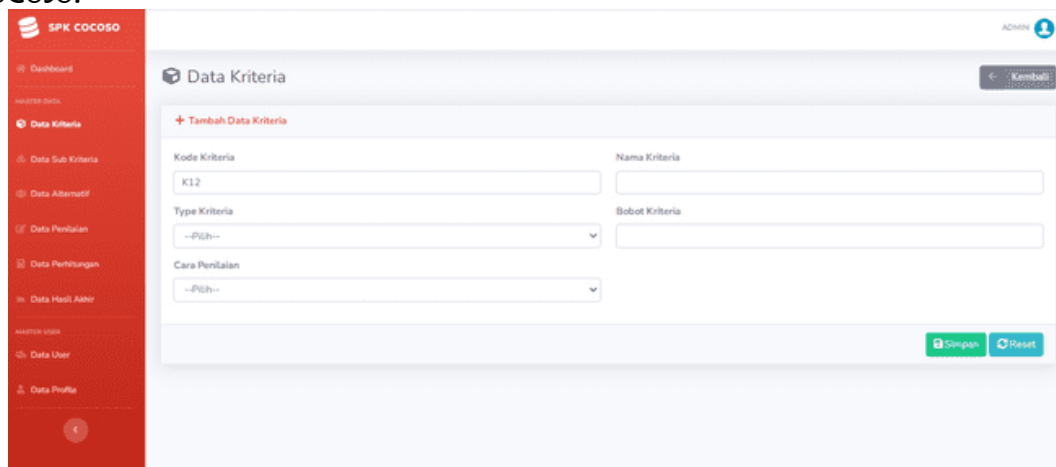 SPK COCOSO
ADMIN
Dashboard
Data Kriteria
Kembali
MASTER DATA
Data Kriteria
+ Tambah Data Kriteria
Data Sub Kriteria
Kode Kriteria
Nama Kriteria
K12
Data Alternatif
Type Kriteria
Bobot Kriteria
Data Penilaian
--Pilih--
Data Perhitungan
Cara Penilaian
--Pilih--
Data Hasil Akhir
MASTER USER
Simpan
Reset
Data User
Data Profile